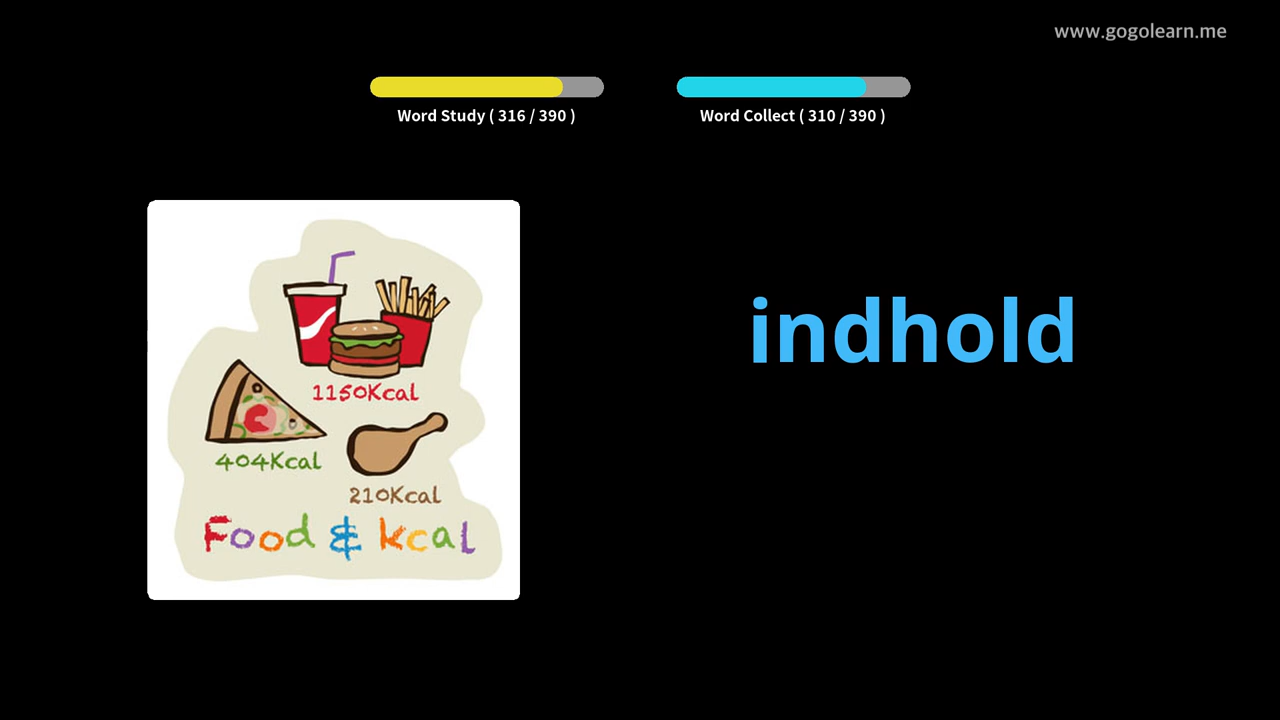 www.gogolearn.me
Word Study ( 316 / 390 )
Word Collect ( 310 / 390 )
indhold
1150Kcal
404Kcal
210Kcal
Food & kcal